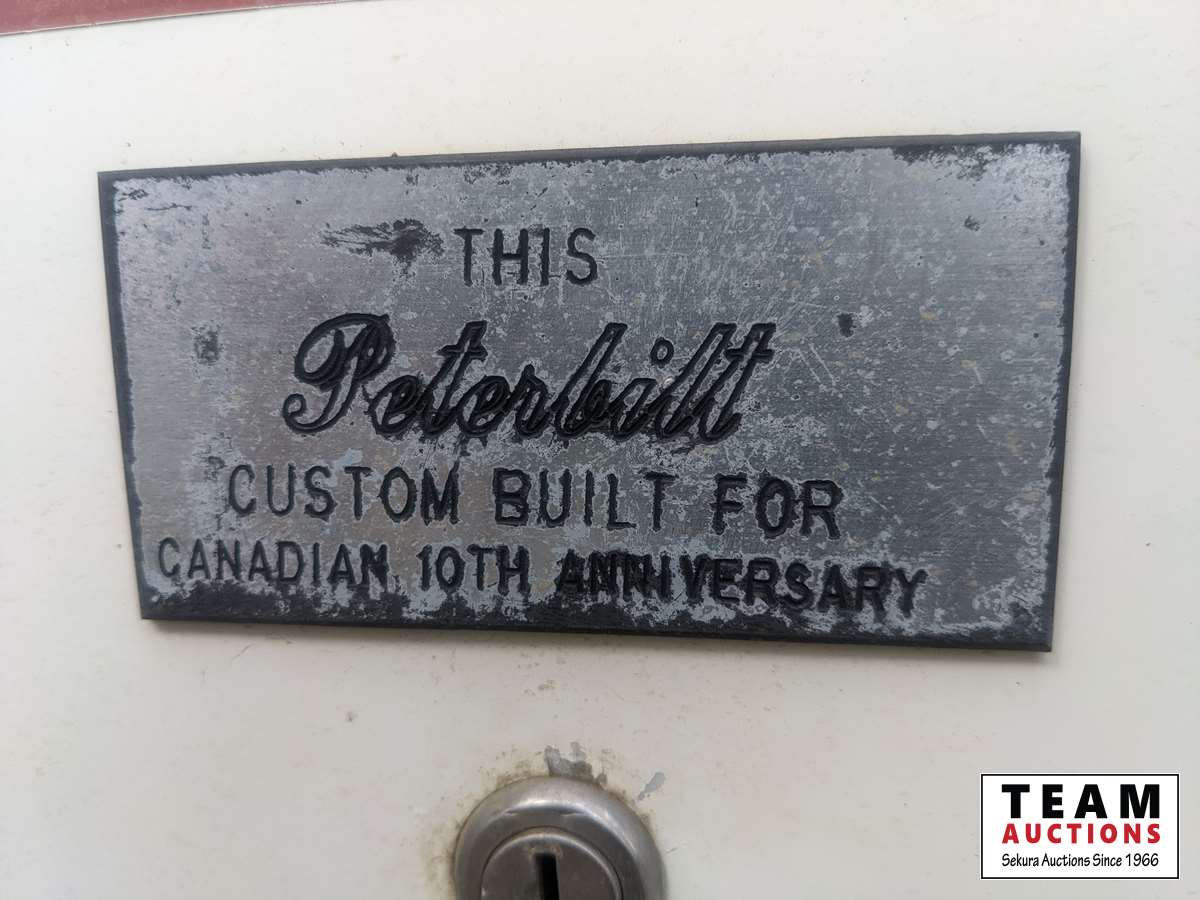 THIS
Peterbilt
CUSTOM BUILT FOR
CANADIAN 10TH ANNIVERSARY
TEAM
AUCTIONS
Sekura Auctions Since 1966